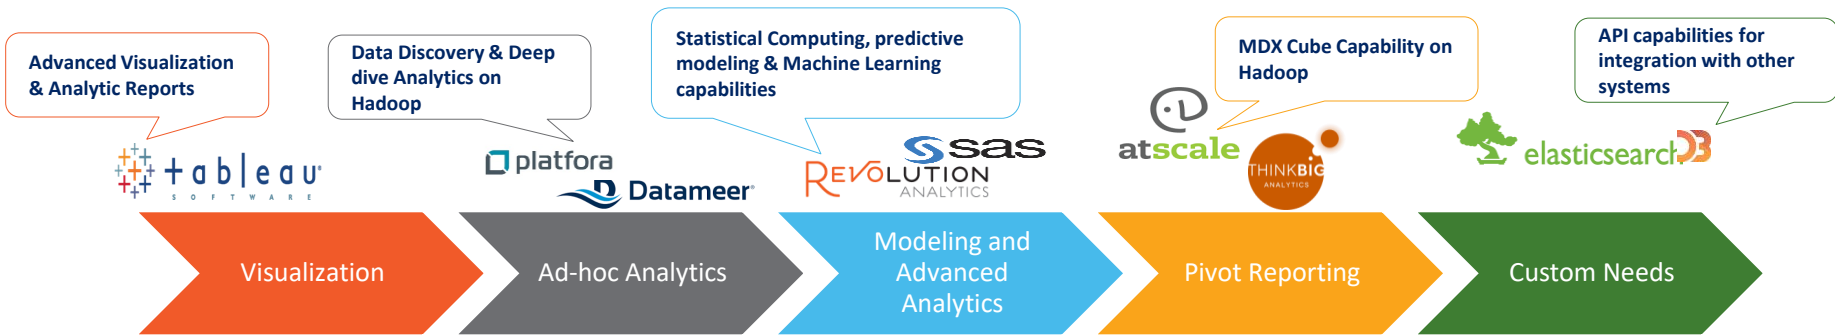 Advanced Visualization
& Analytic Reports
Data Discovery & Deep
dive Analytics on
Hadoop
Statistical Computing, predictive
modeling & Machine Learning
capabilities
MDX Cube Capability on
Hadoop
API capabilities for
integration with other
systems
+ableau
SOFTWARE
platfora
Datameer
sas
REVOLUTION
ANALYTICS
atscale
THINKBIG
ANALYTICS
elasticsearch
D3
Visualization
Ad-hoc Analytics
Modeling and
Advanced
Analytics
Pivot Reporting
Custom Needs